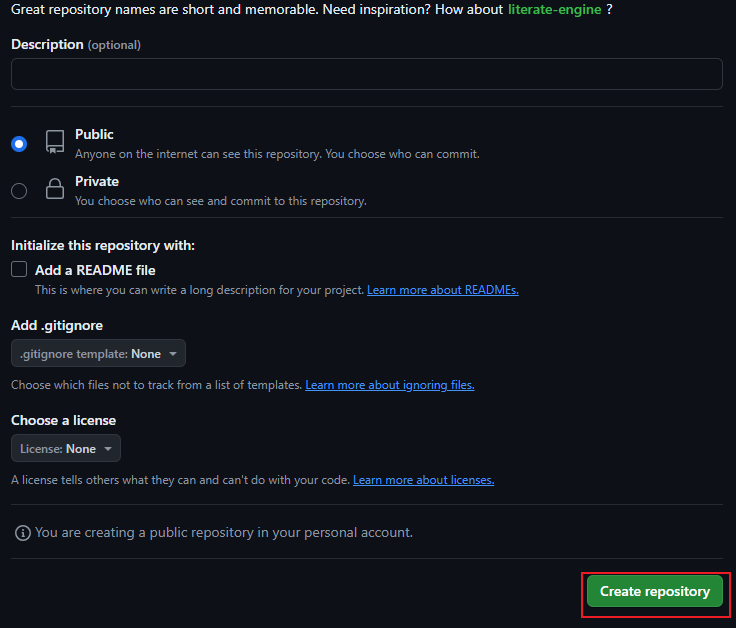 Great repository names are short and memorable. Need inspiration? How about literate-engine ?
Description (optional)
Public
Anyone on the internet can see this repository. You choose who can commit.
Private
You choose who can see and commit to this repository.
Initialize this repository with:
Add a README file
This is where you can write a long description for your project. Learn more about READMEs.
Add .gitignore
.gitignore template: None
Choose which files not to track from a list of templates. Learn more about ignoring files.
Choose a license
License: None
A license tells others what they can and can't do with your code. Learn more about licenses.
You are creating a public repository in your personal account.
Create repository